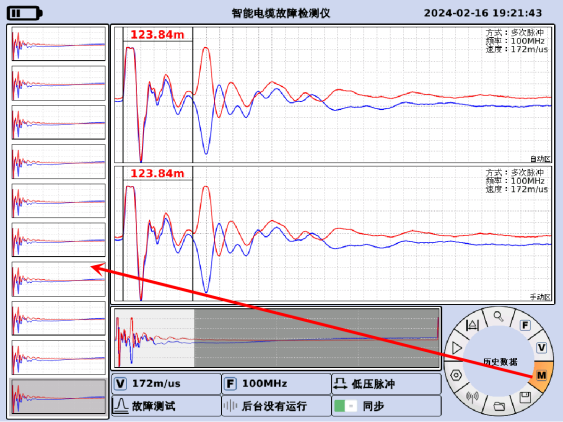 智能电缆故障检测仪
2024-02-16 19:21:43
123.84m
方式：多次脉冲
频率：100MHz
速度：172m/us
自动区
123.84m
方式：多次脉冲
频率：100MHz
速度：172m/us
手动区
F
V
历史数据
M
V 172m/us
F 100MHz
低压脉冲
故障测试
后台没有运行
同步